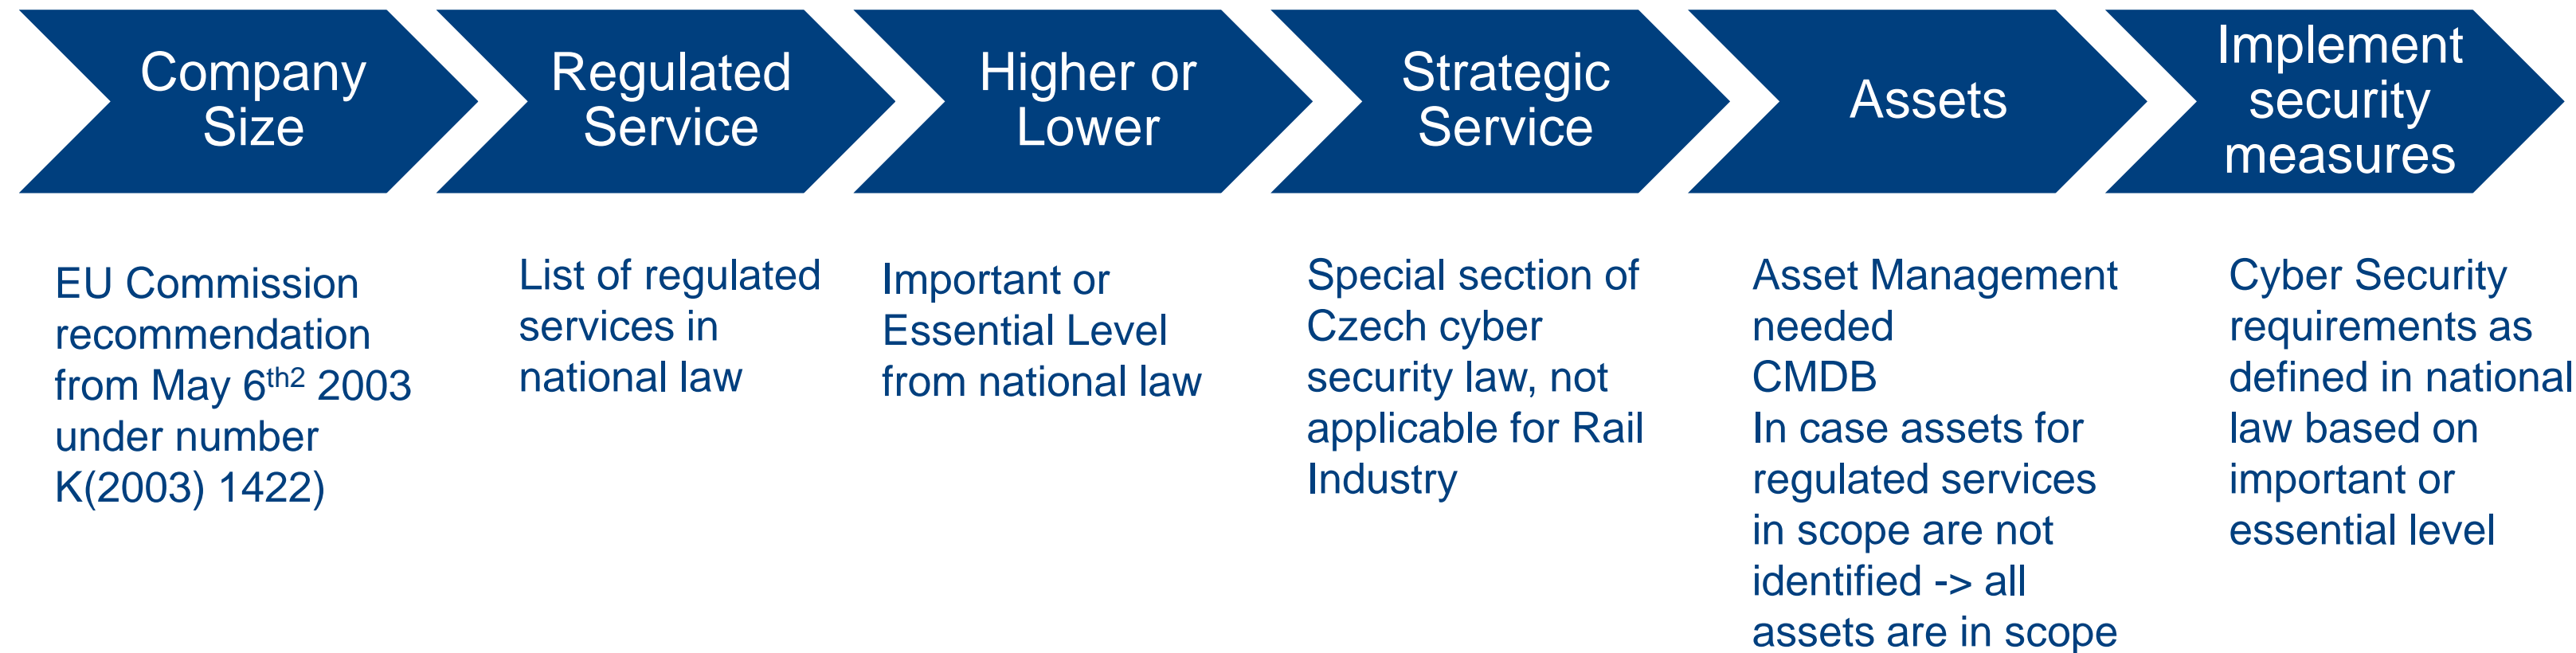 Company
Size
Regulated
Service
Higher or
Lower
Strategic
Service
Assets
Implement
security
measures
EU Commission
recommendation
from May 6th2 2003
under number
K(2003) 1422)
List of regulated
services in
national law
Important or
Essential Level
from national law
Special section of
Czech cyber
security law, not
applicable for Rail
Industry
Asset Management
needed
CMDB
In case assets for
regulated services
in scope are not
identified -> all
assets are in scope
Cyber Security
requirements as
defined in national
law based on
important or
essential level